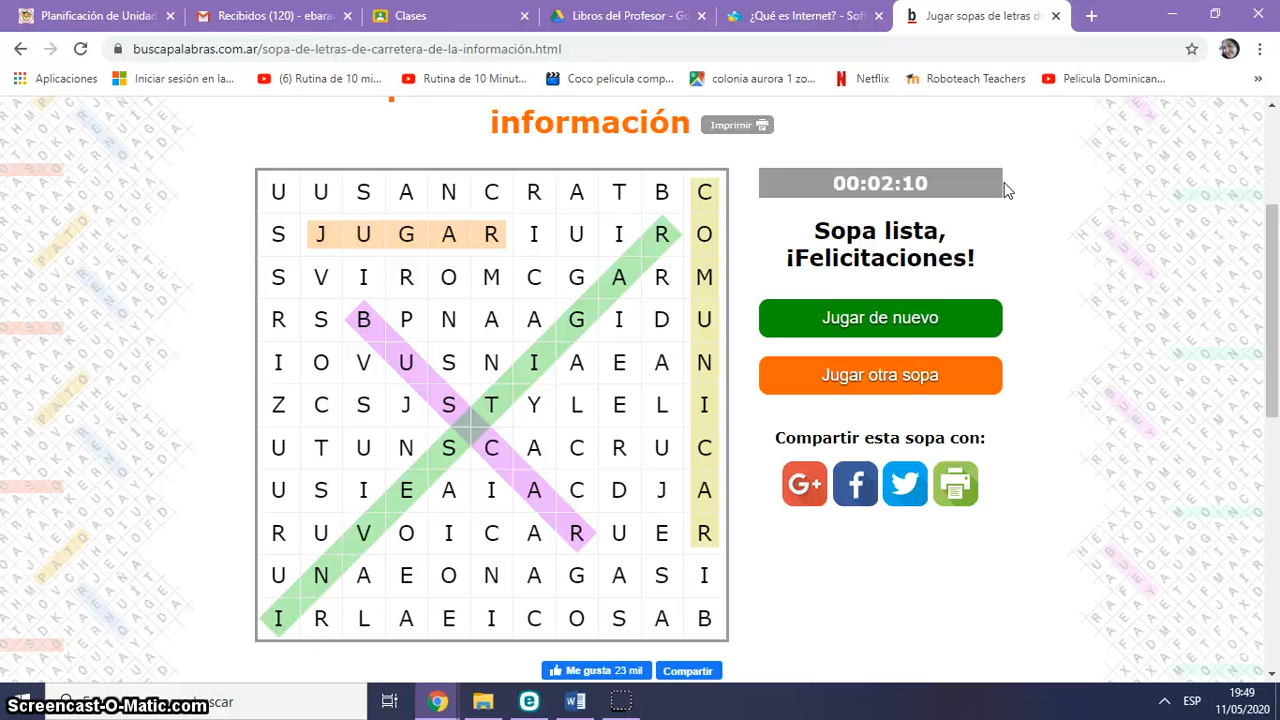 Planificación de Unidad
Recibidos (120) - ebara
Clases
Libros del Profesor - Go
¿Qué es Internet? - Soft
Jugar sopas de letras de
buscapalabras.com.ar/sopa-de-letras-de-carretera-de-la-información.html
Aplicaciones
Iniciar sesión en la...
(6) Rutina de 10 mi...
Rutina de 10 Minut...
Coco pelicula comp...
colonia aurora 1 zo...
Netflix
Roboteach Teachers
Pelicula Dominican...
información
Imprimir
U U S A N C R A T B C
S J U G A R I U I R O
S V I R O M C G A R M
R S B P N A A G I D U
I O V U S N I A E A N
Z C S J S T Y L E L I
U T U N S C A C R U C
U S I E A I A C D J A
R U V O I C A R U E R
U N A E O N A G A S I
I R L A E I C O S A B
00:02:10
Sopa lista,
¡Felicitaciones!
Jugar de nuevo
Jugar otra sopa
Compartir esta sopa con:
Me gusta 23 mil
Compartir
Screencast-O-Matic.com
buscar
ESP
19:49
11/05/2020